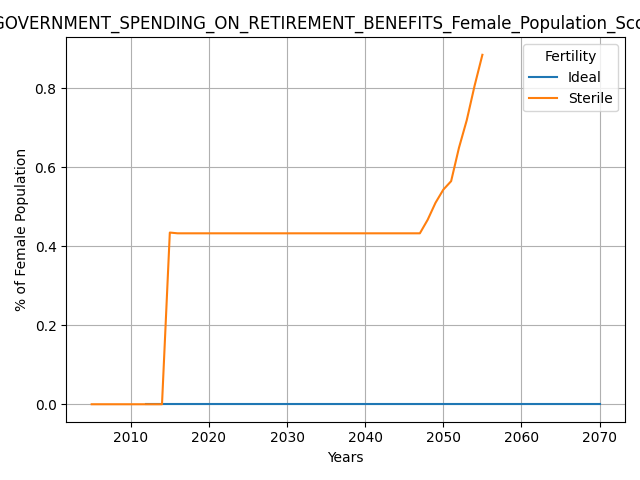 GOVERNMENT_SPENDING_ON_RETIREMENT_BENEFITS_Female_Population_Sco
Fertility
Ideal
Sterile
0.8
0.6
0.4
0.2
0.0
% of Female Population
2010 2020 2030 2040 2050 2060 2070
Years